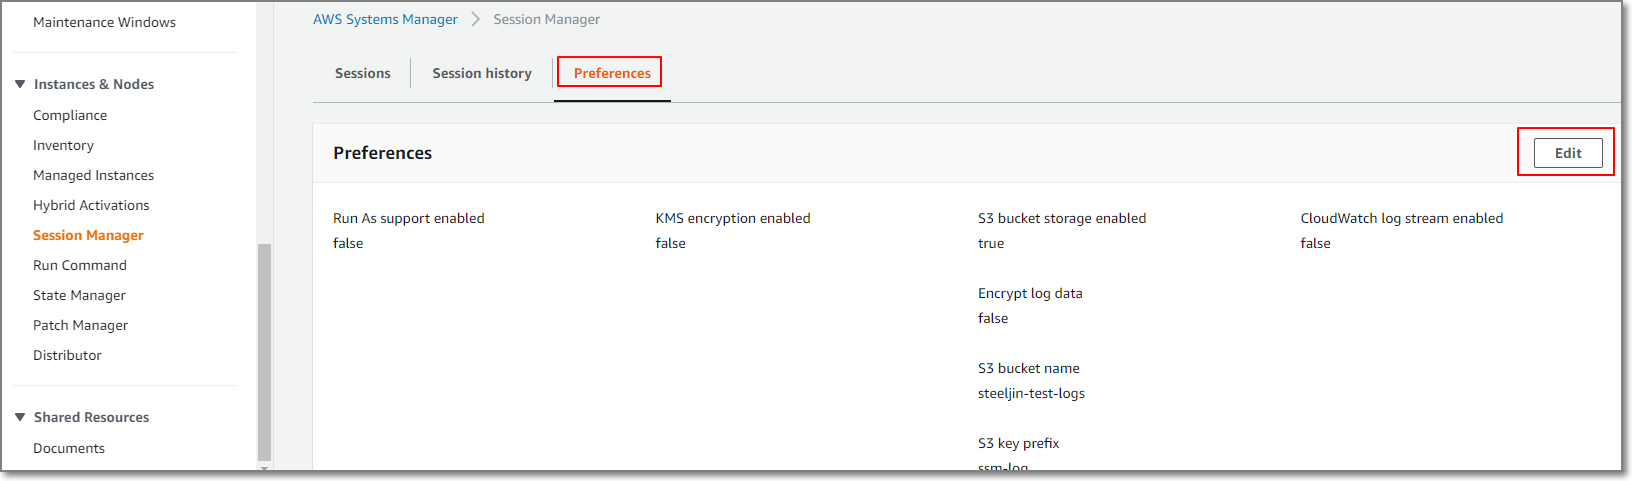 Maintenance Windows
Instances & Nodes
Compliance
Inventory
Managed Instances
Hybrid Activations
Session Manager
Run Command
State Manager
Patch Manager
Distributor
Shared Resources
Documents
AWS Systems Manager > Session Manager
Sessions
Session history
Preferences
Preferences
Edit
Run As support enabled
false
KMS encryption enabled
false
S3 bucket storage enabled
true
Encrypt log data
false
S3 bucket name
steeljin-test-logs
S3 key prefix
ssm-log
CloudWatch log stream enabled
false